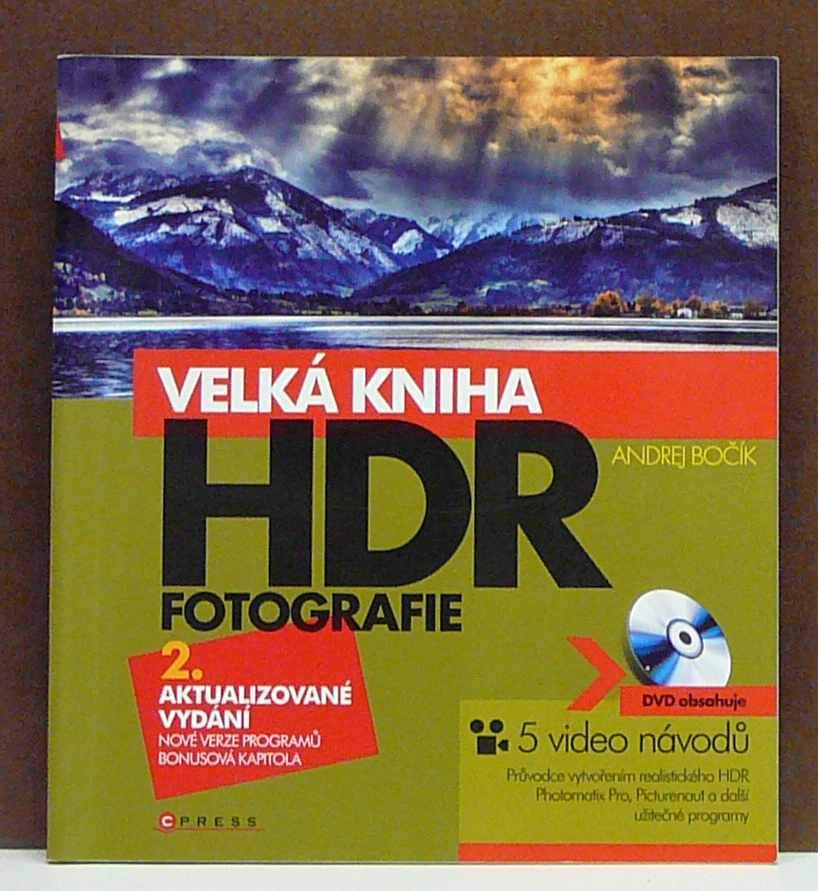 VELKÁ KNIHA
HDR
ANDREJ BOČÍK
FOTOGRAFIE
2.
AKTUALIZOVANÉ
VYDÁNÍ
NOVÉ VERZE PROGRAMŮ
BONUSOVÁ KAPITOLA
CPRESS
DVD obsahuje
5 video návodů
Průvodce vytvořením realistického HDR
Photomatix Pro, Picturenaut a další
užitečné programy